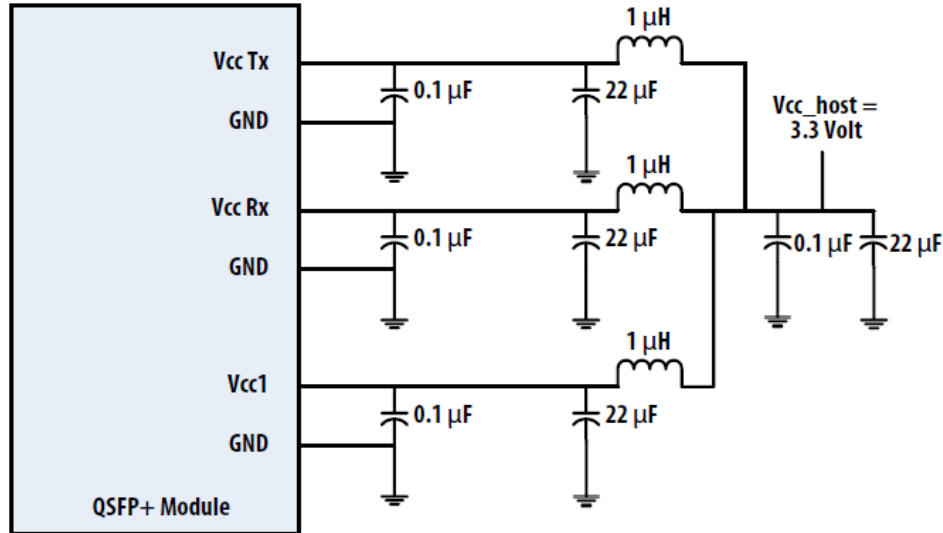 1 μH
Vcc Tx
0.1 μF
22 μF
Vcc_host =
3.3 Volt
GND
1 μH
Vcc Rx
0.1 μF
22 μF
0.1 μF
22 μF
GND
1 μH
Vcc1
0.1 μF
22 μF
GND
QSFP+ Module